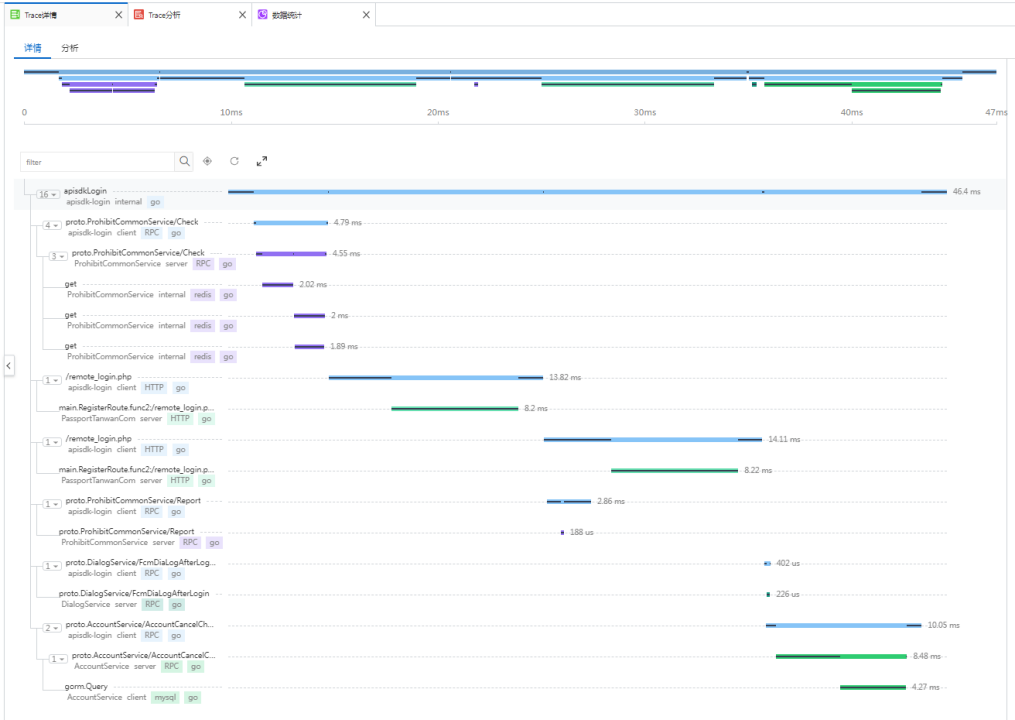 Trace详情 Trace分析 数据统计
详情 分析
0 10ms 20ms 30ms 40ms 47ms
filter
16 apisdkLogin 46.4 ms
apisdk-login internal go
4 proto.ProhibitCommonService/Check 4.79 ms
apisdk-login client RPC go
3 proto.ProhibitCommonService/Check 4.55 ms
ProhibitCommonService server RPC go
get 2.02 ms
ProhibitCommonService internal redis go
get 2 ms
ProhibitCommonService internal redis go
get 1.89 ms
ProhibitCommonService internal redis go
1 /remote_login.php 13.82 ms
apisdk-login client HTTP go
main.RegisterRoute.func2:/remote_login.p... 8.2 ms
PassportTanwanCom server HTTP go
1 /remote_login.php 14.11 ms
apisdk-login client HTTP go
main.RegisterRoute.func2:/remote_login.p... 8.22 ms
PassportTanwanCom server HTTP go
1 proto.ProhibitCommonService/Report 2.86 ms
apisdk-login client RPC go
proto.ProhibitCommonService/Report 188 us
ProhibitCommonService server RPC go
1 proto.DialogService/FcmDiaLogAfterLog... 402 us
apisdk-login client RPC go
proto.DialogService/FcmDiaLogAfterLogin 226 us
DialogService server RPC go
2 proto.AccountService/AccountCancelCh... 10.05 ms
apisdk-login client RPC go
1 proto.AccountService/AccountCancelC... 8.48 ms
AccountService server RPC go
gorm.Query 4.27 ms
AccountService client mysql go